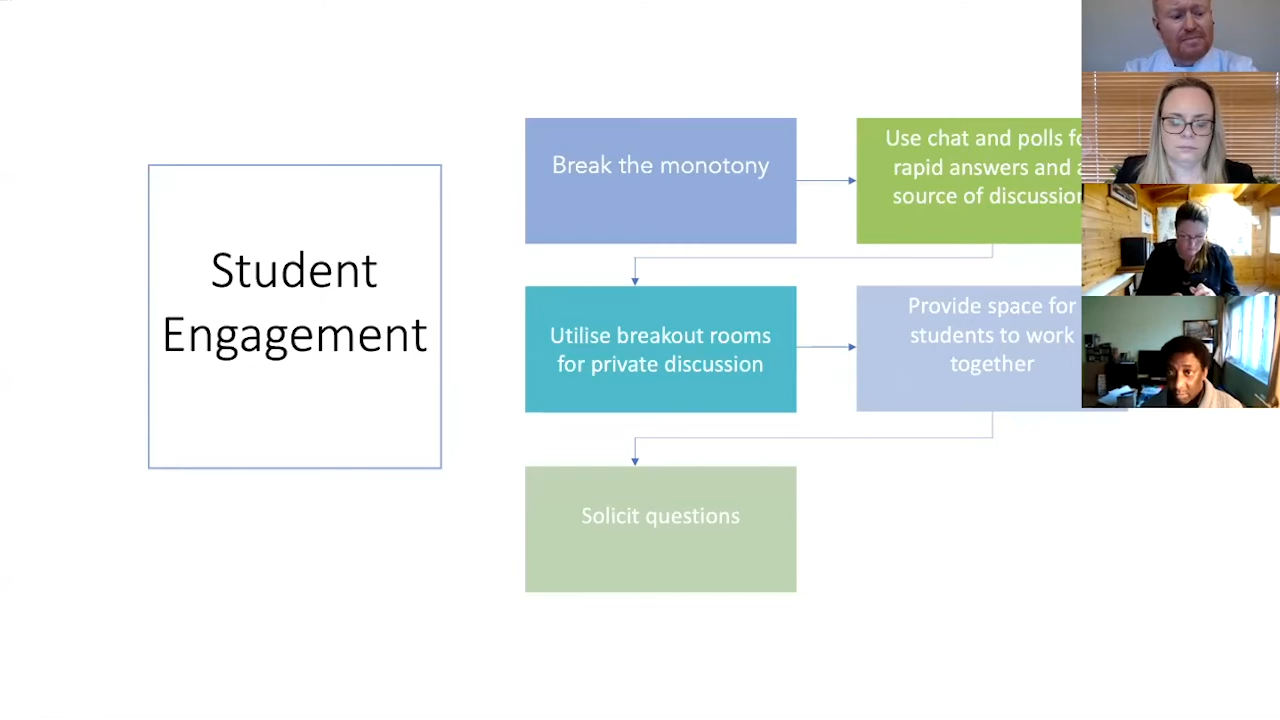 Student
Engagement
Break the monotony
Use chat and polls
rapid answers and
source of discussion
Utilise breakout rooms
for private discussion
Provide space for
students to work
together
Solicit questions